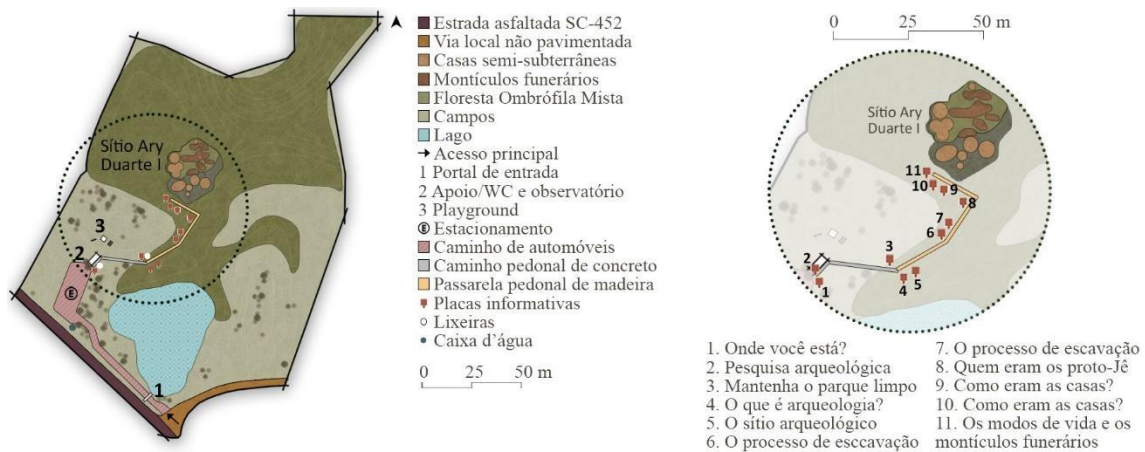 Sítio Ary
Duarte I
3
2
E
1
Estrada asfaltada SC-452
Via local não pavimentada
Casas semi-subterrâneas
Montículos funerários
Floresta Ombrófila Mista
Campos
Lago
Acesso principal
1 Portal de entrada
2 Apoio/WC e observatório
3 Playground
E Estacionamento
Caminho de automóveis
Caminho pedonal de concreto
Passarela pedonal de madeira
Placas informativas
Lixeiras
Caixa d'água
0 25 50 m
0 25 50 m
Sítio Ary
Duarte I
11
10
9
8
7
6
3
2
5
4
1
1. Onde você está?
2. Pesquisa arqueológica
3. Mantenha o parque limpo
4. O que é arqueologia?
5. O sítio arqueológico
6. O processo de esccavação
7. O processo de escavação
8. Quem eram os proto-Jê
9. Como eram as casas?
10. Como eram as casas?
11. Os modos de vida e os
montículos funerários